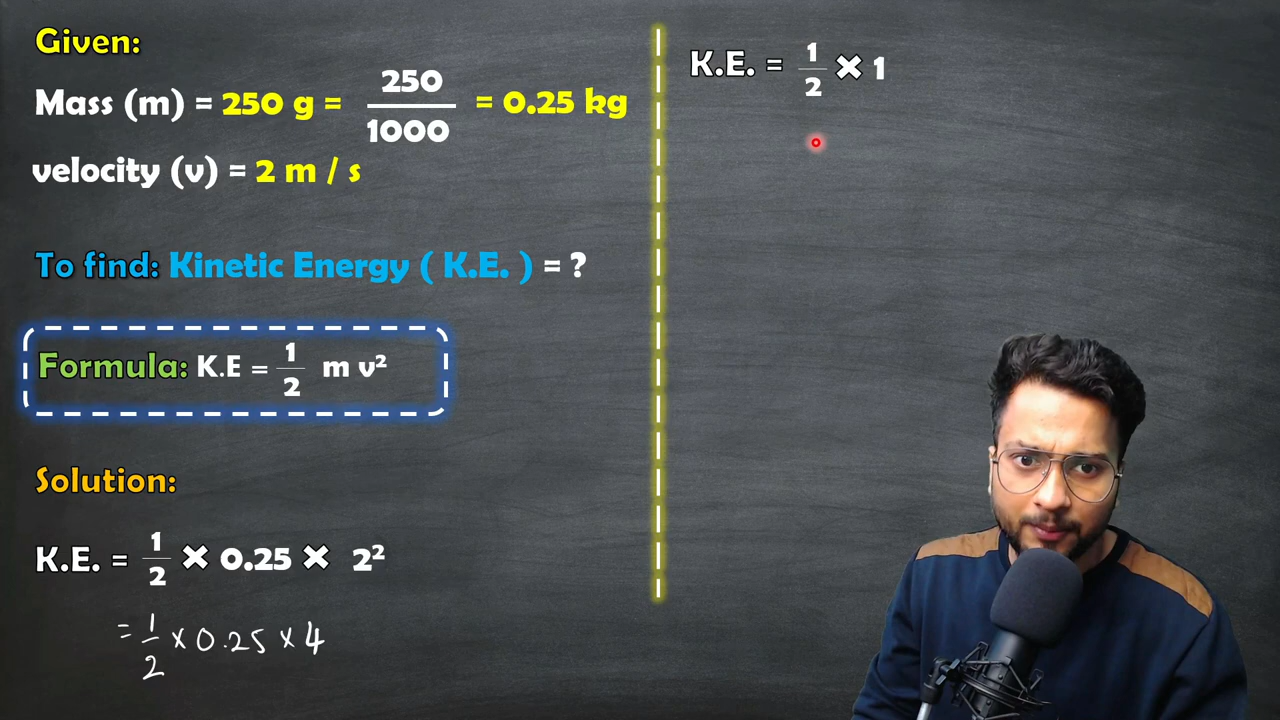 Given:
Mass (m) = 250 g = 250/1000 = 0.25 kg
velocity (v) = 2 m / s
To find: Kinetic Energy ( K.E. ) = ?
Formula: K.E = 1/2 m v²
Solution:
K.E. = 1/2 × 0.25 × 2²
= 1/2 × 0.25 × 4
K.E. = 1/2 × 1